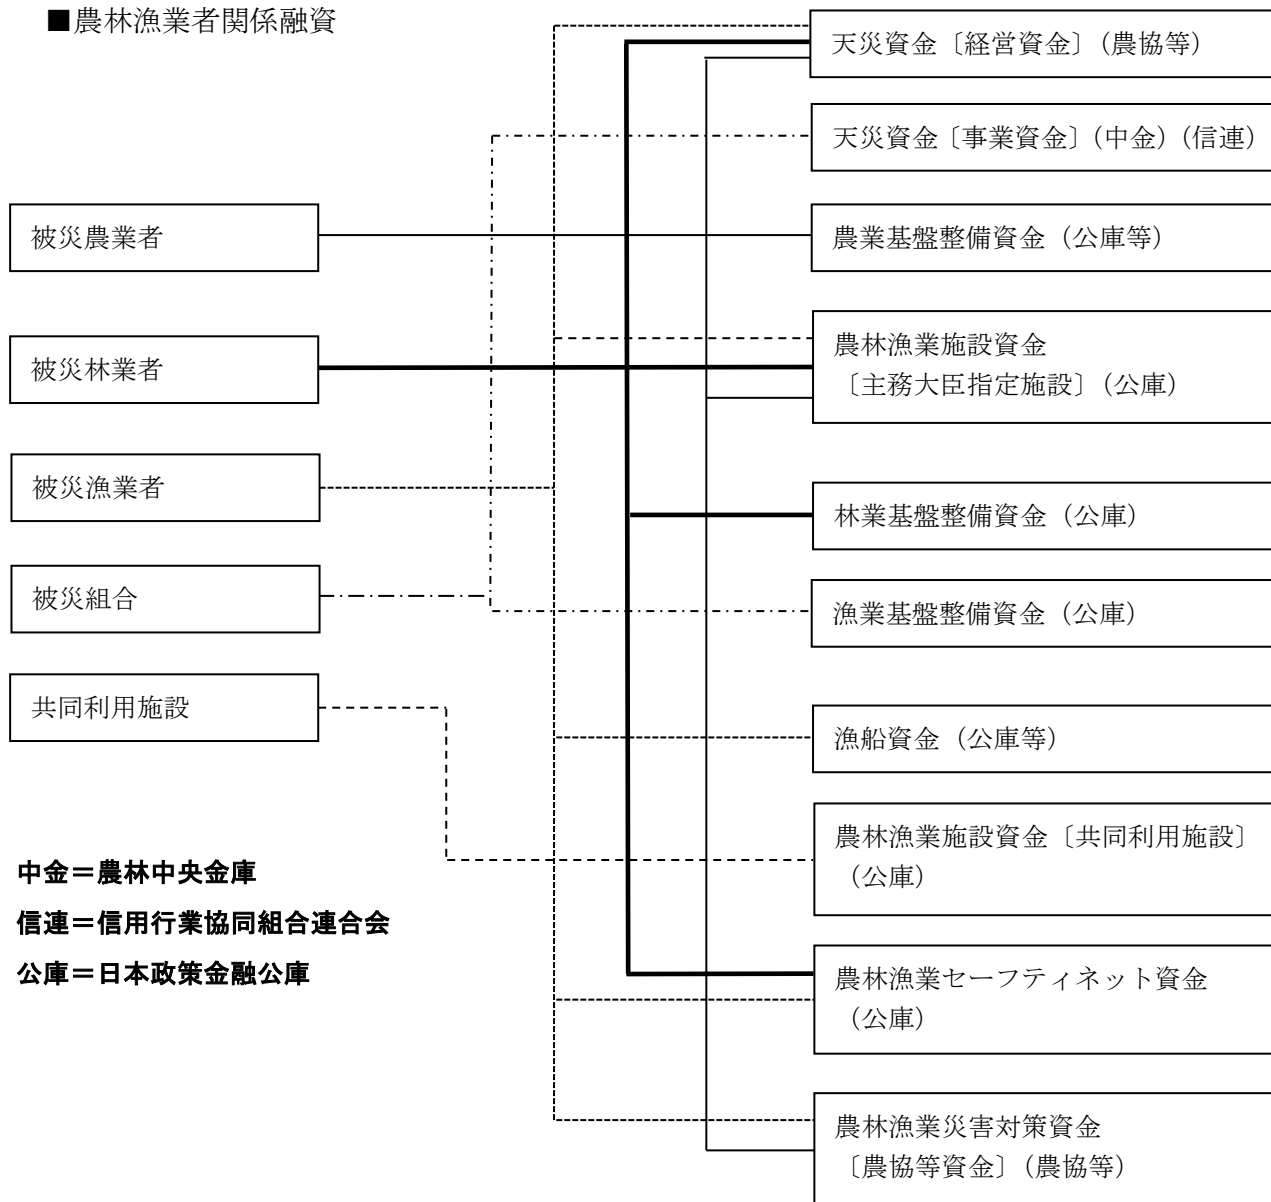 ■農林漁業者関係融資
天災資金〔経営資金〕（農協等）
天災資金〔事業資金〕（中金）（信連）
被災農業者
農業基盤整備資金（公庫等）
被災林業者
農林漁業施設資金
〔主務大臣指定施設〕（公庫）
被災漁業者
林業基盤整備資金（公庫）
被災組合
漁業基盤整備資金（公庫）
共同利用施設
漁船資金（公庫等）
農林漁業施設資金〔共同利用施設〕
（公庫）
中金＝農林中央金庫
信連＝信用行業協同組合連合会
公庫＝日本政策金融公庫
農林漁業セーフティネット資金
（公庫）
農林漁業災害対策資金
〔農協等資金〕（農協等）